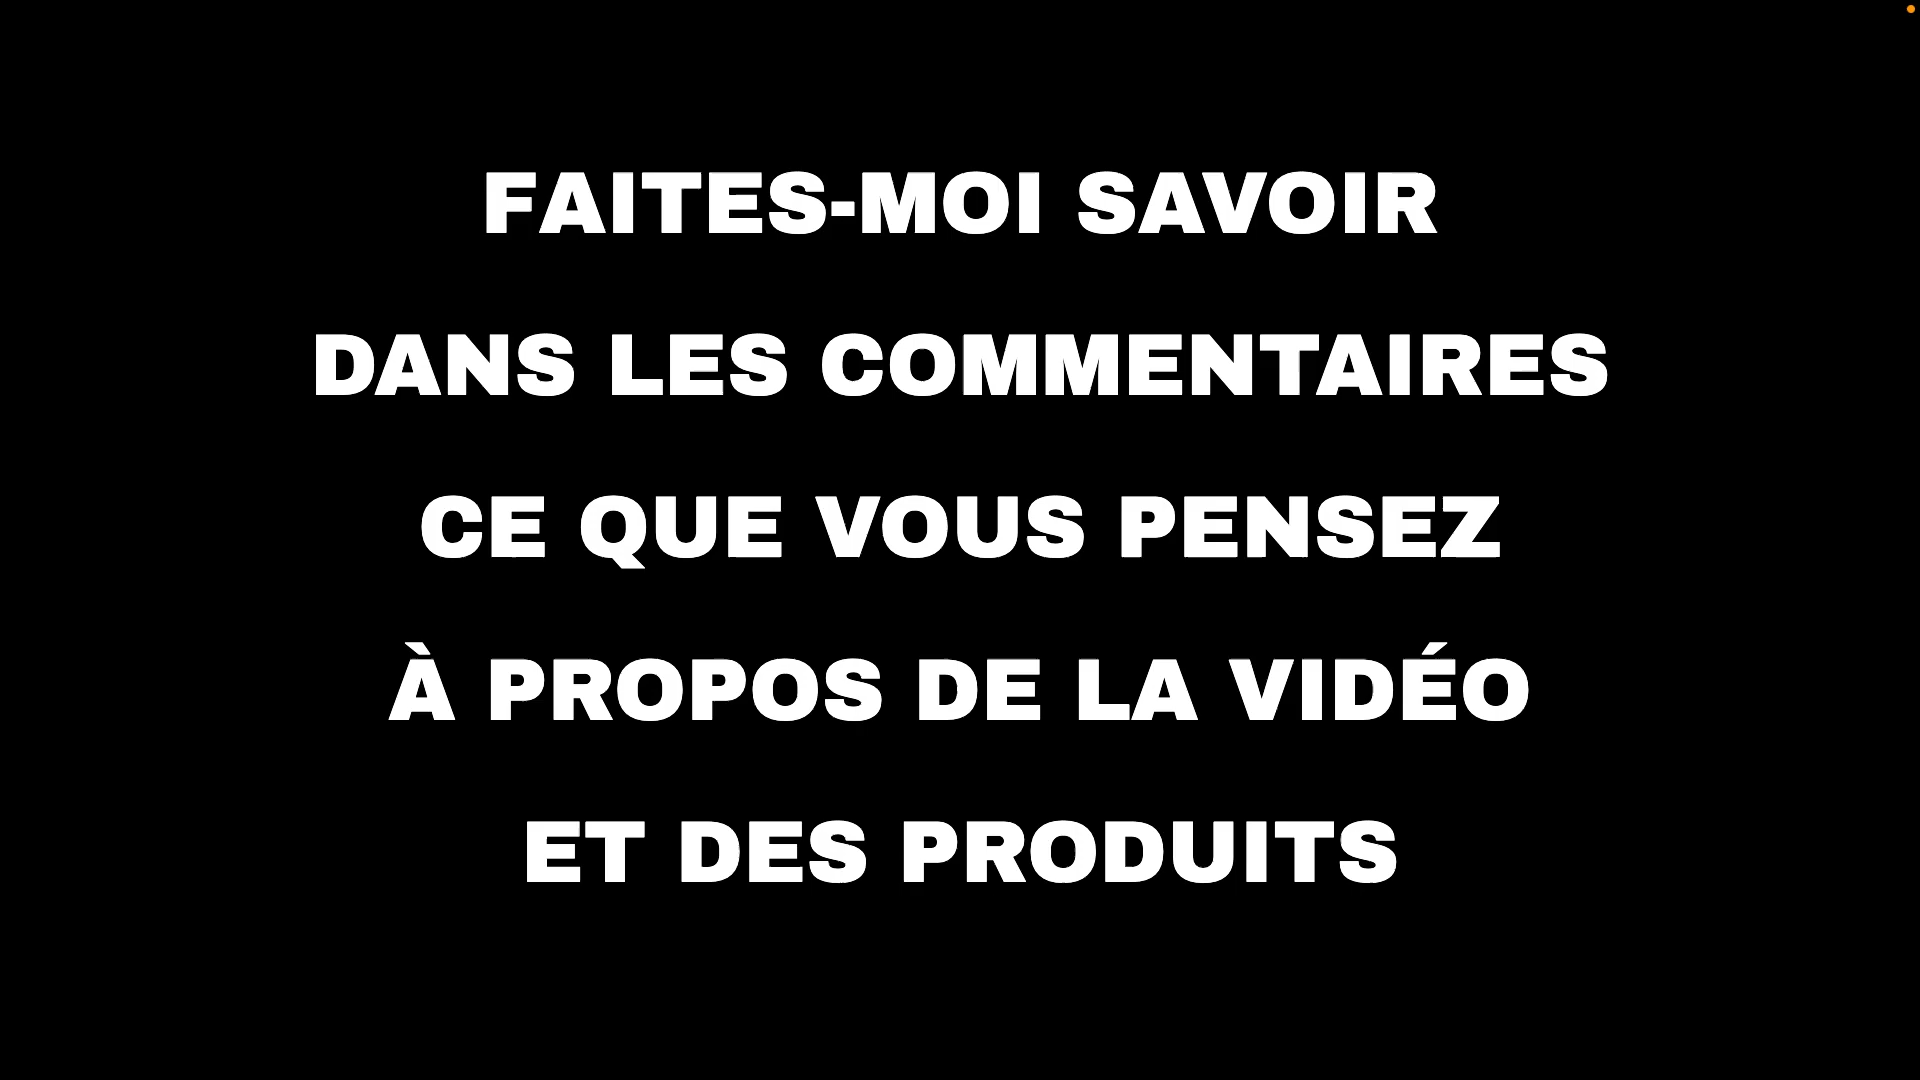 FAITES-MOI SAVOIR
DANS LES COMMENTAIRES
CE QUE VOUS PENSEZ
À PROPOS DE LA VIDÉO
ET DES PRODUITS